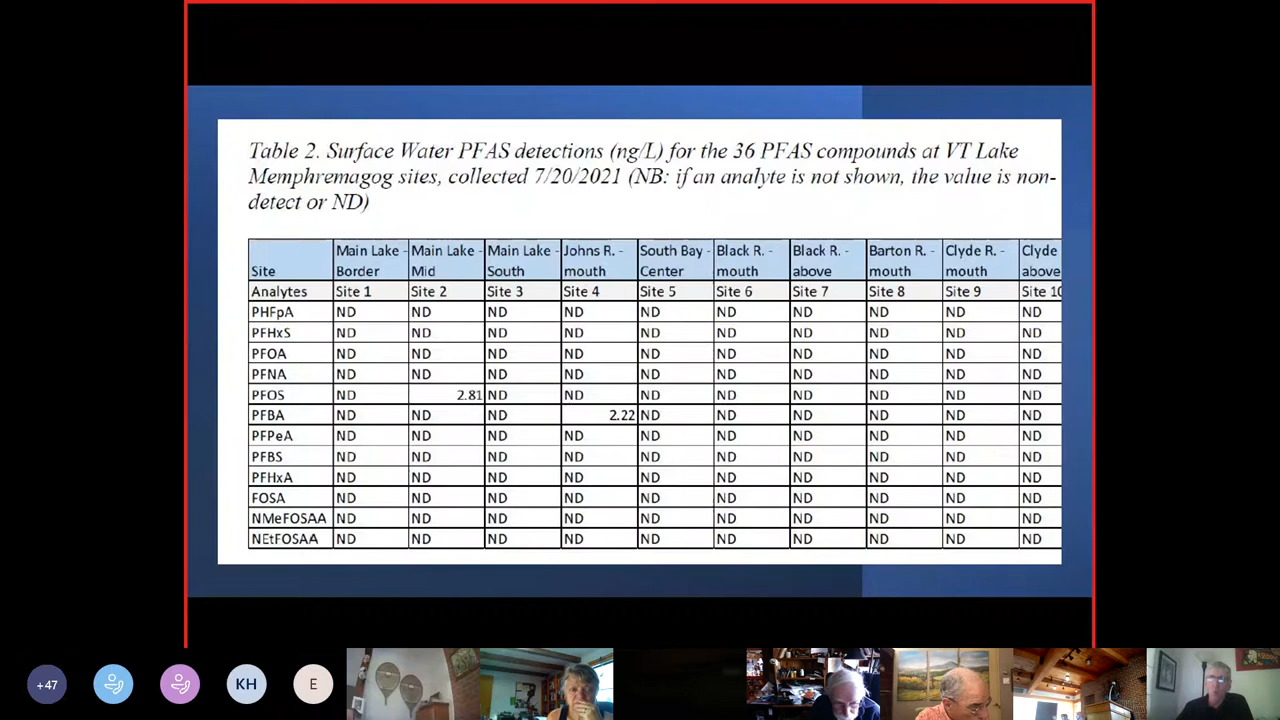 Table 2. Surface Water PFAS detections (ng/L) for the 36 PFAS compounds at VT Lake
Memphremagog sites, collected 7/20/2021 (NB: if an analyte is not shown, the value is non-
detect or ND)
Main Lake - Main Lake - Main Lake - Johns R. - South Bay - Black R. - Black R. - Barton R. - Clyde R. - Clyde
Site Border Mid South mouth Center mouth above mouth mouth above
Analytes Site 1 Site 2 Site 3 Site 4 Site 5 Site 6 Site 7 Site 8 Site 9 Site 10
PHFpA ND ND ND ND ND ND ND ND ND ND
PFHxS ND ND ND ND ND ND ND ND ND ND
PFOA ND ND ND ND ND ND ND ND ND ND
PFNA ND ND ND ND ND ND ND ND ND ND
PFOS ND 2.81 ND ND ND ND ND ND ND ND
PFBA ND ND ND 2.22 ND ND ND ND ND ND
PFPeA ND ND ND ND ND ND ND ND ND ND
PFBS ND ND ND ND ND ND ND ND ND ND
PFHxA ND ND ND ND ND ND ND ND ND ND
FOSA ND ND ND ND ND ND ND ND ND ND
NMeFOSAA ND ND ND ND ND ND ND ND ND ND
NEtFOSAA ND ND ND ND ND ND ND ND ND ND
+47 KH E